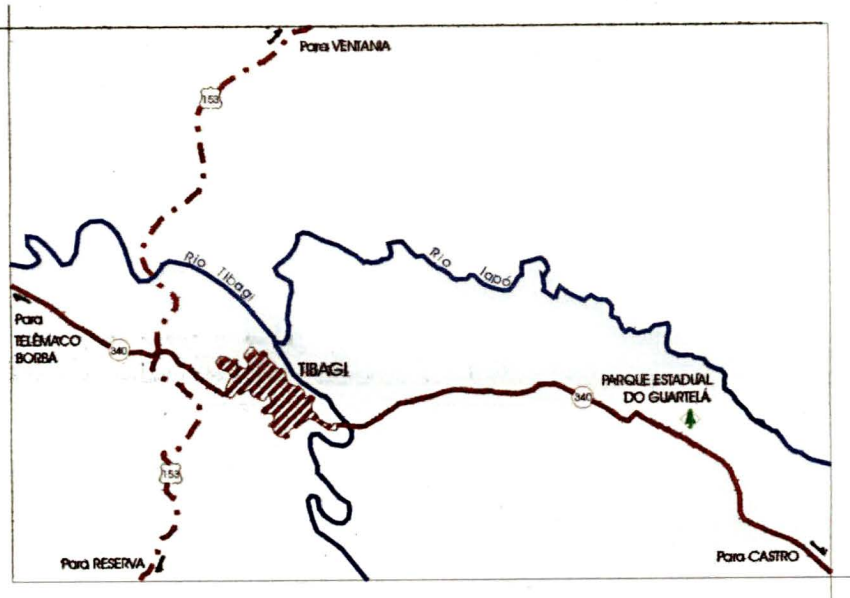 Para VENTANIA
153
Rio Tibagi
Rio Iapó
Para
TELÊMACO
BORBA
340
TIBAGI
PARQUE ESTADUAL
DO GUARTELÁ
340
153
Para RESERVA
Para CASTRO